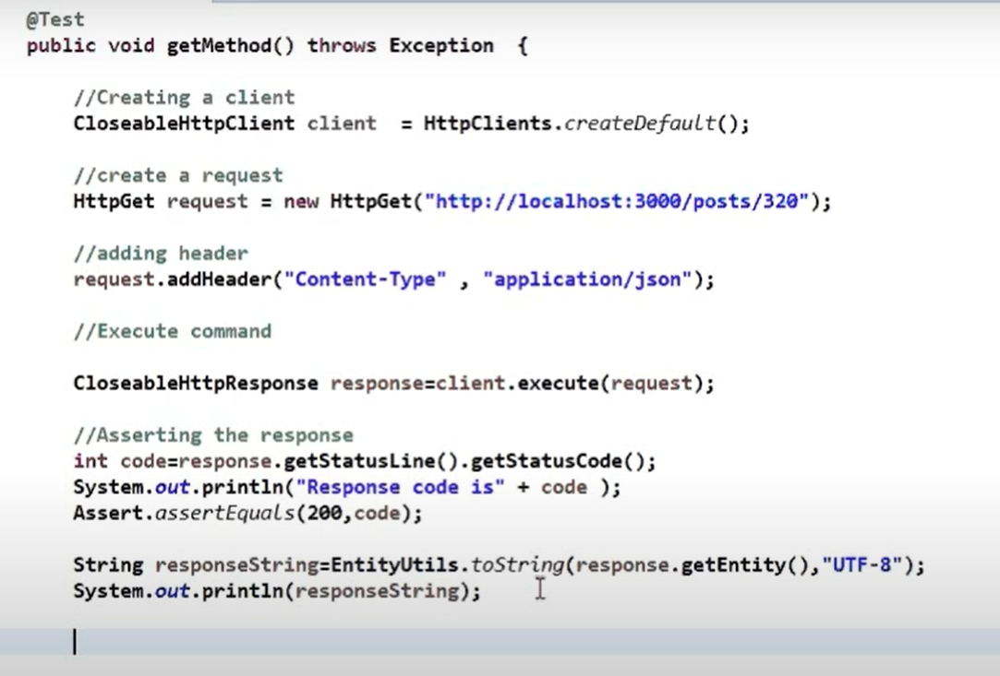 @Test
public void getMethod() throws Exception  {
//Creating a client
CloseableHttpClient client  = HttpClients.createDefault();
//create a request
HttpGet request = new HttpGet("http://localhost:3000/posts/320");
//adding header
request.addHeader("Content-Type" , "application/json");
//Execute command
CloseableHttpResponse response=client.execute(request);
//Asserting the response
int code=response.getStatusLine().getStatusCode();
System.out.println("Response code is" + code );
Assert.assertEquals(200,code);
String responseString=EntityUtils.toString(response.getEntity(),"UTF-8");
System.out.println(responseString);